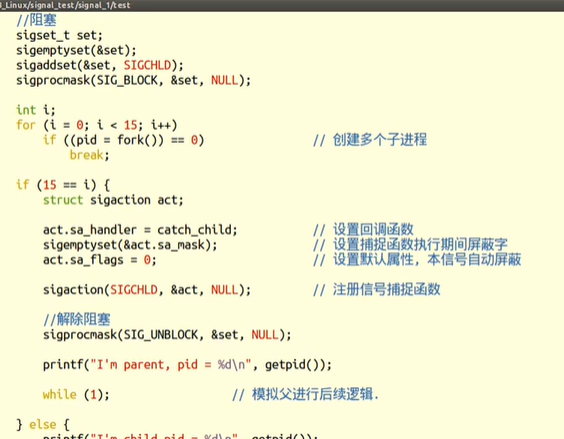 _Linux/signal_test/signal_1/test
//阻塞
sigset_t set;
sigemptyset(&set);
sigaddset(&set, SIGCHLD);
sigprocmask(SIG_BLOCK, &set, NULL);
int i;
for (i = 0; i < 15; i++)
if ((pid = fork()) == 0) // 创建多个子进程
break;
if (15 == i) {
struct sigaction act;
act.sa_handler = catch_child; // 设置回调函数
sigemptyset(&act.sa_mask); // 设置捕捉函数执行期间屏蔽字
act.sa_flags = 0; // 设置默认属性, 本信号自动屏蔽
sigaction(SIGCHLD, &act, NULL); // 注册信号捕捉函数
//解除阻塞
sigprocmask(SIG_UNBLOCK, &set, NULL);
printf("I'm parent, pid = %d\n", getpid());
while (1); // 模拟父进行后续逻辑.
} else {
printf("I'm child pid = %d\n", getpid());